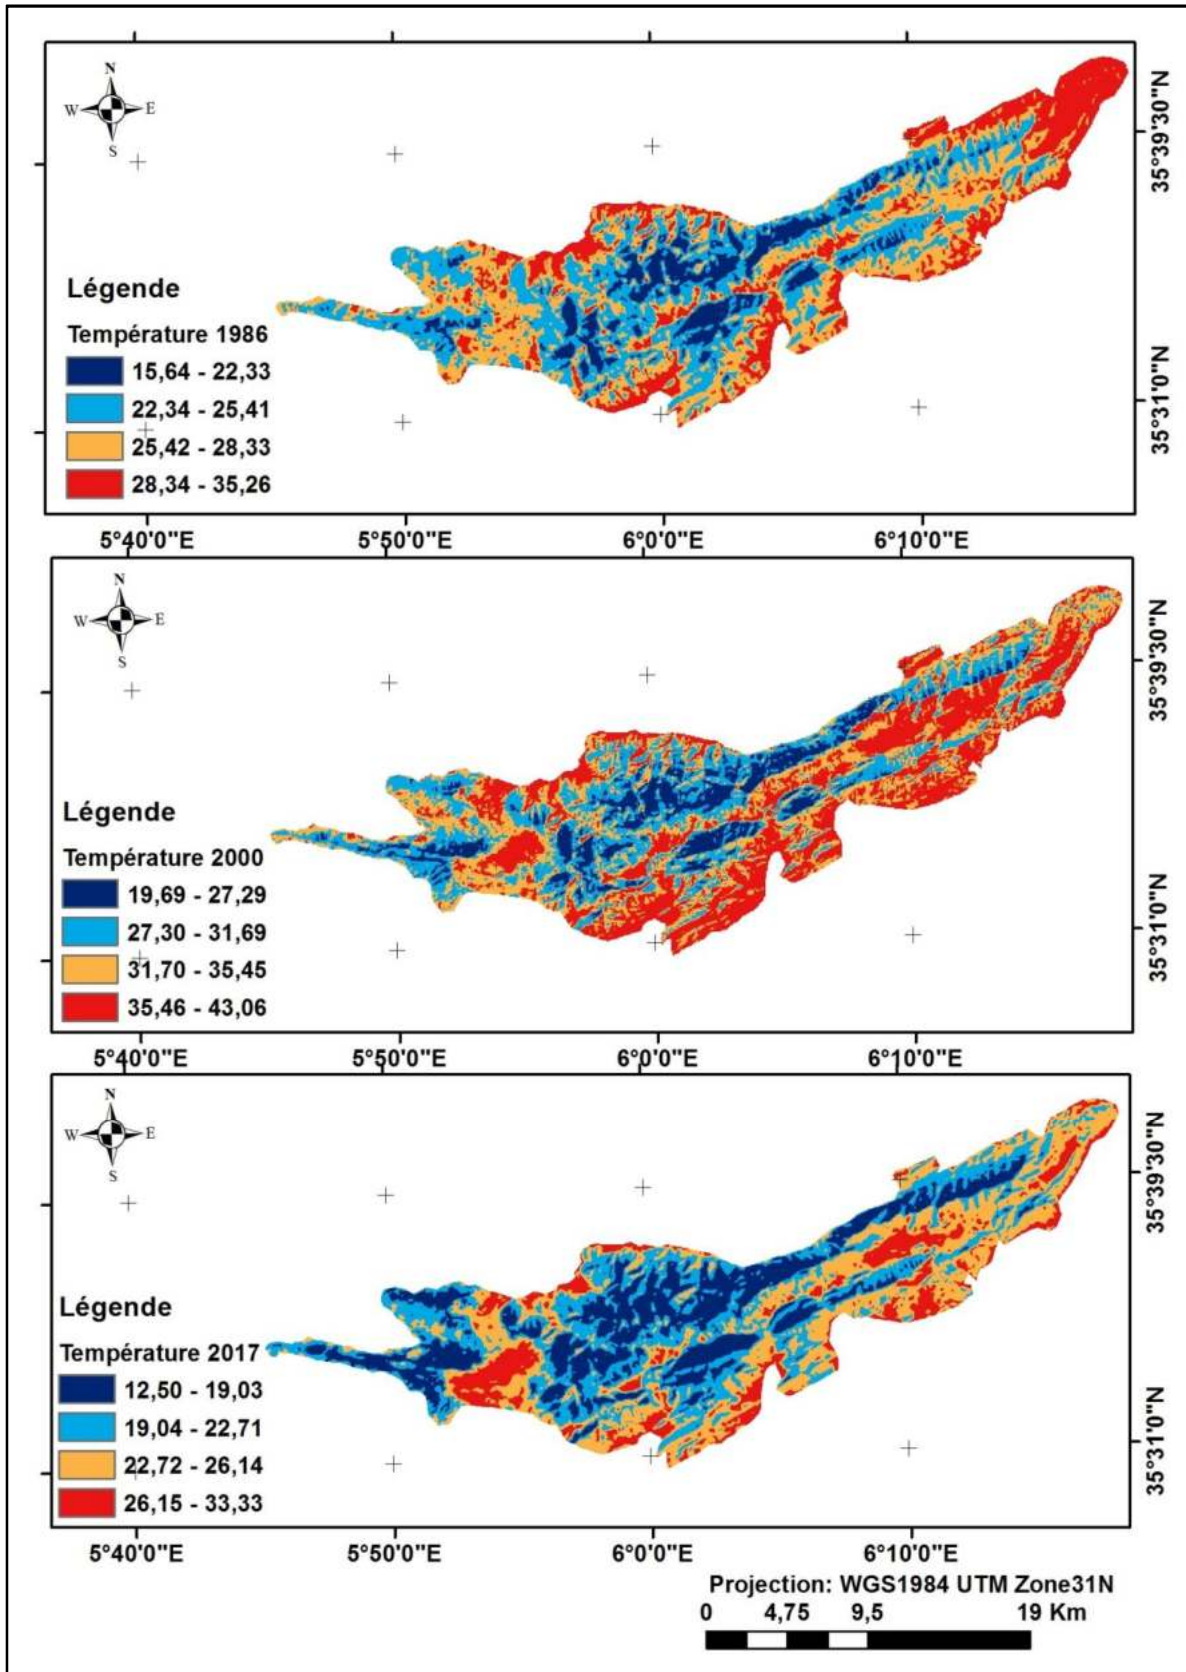 N
W E
S
35°39'30"N
Légende
Température 1986
15,64 - 22,33
22,34 - 25,41
25,42 - 28,33
28,34 - 35,26
35°31'0"N
5°40'0"E 5°50'0"E 6°0'0"E 6°10'0"E
N
W E
S
35°39'30"N
Légende
Température 2000
19,69 - 27,29
27,30 - 31,69
31,70 - 35,45
35,46 - 43,06
35°31'0"N
5°40'0"E 5°50'0"E 6°0'0"E 6°10'0"E
N
W E
S
35°39'30"N
Légende
Température 2017
12,50 - 19,03
19,04 - 22,71
22,72 - 26,14
26,15 - 33,33
35°31'0"N
5°40'0"E 5°50'0"E 6°0'0"E 6°10'0"E
Projection: WGS1984 UTM Zone31N
0 4,75 9,5 19 Km